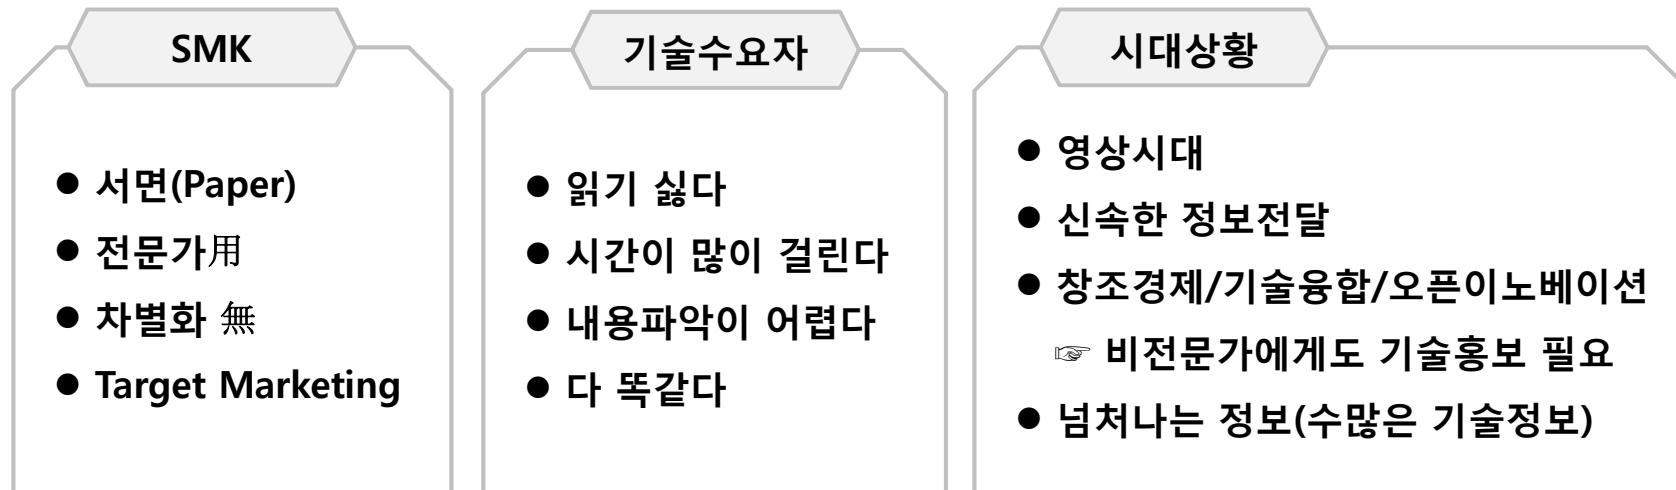 SMK
● 서면(Paper)
● 전문가用
● 차별화 無
● Target Marketing
기술수요자
● 읽기 싫다
● 시간이 많이 걸린다
● 내용파악이 어렵다
● 다 똑같다
시대상황
● 영상시대
● 신속한 정보전달
● 창조경제/기술융합/오픈이노베이션
☞ 비전문가에게도 기술홍보 필요
● 넘처나는 정보(수많은 기술정보)